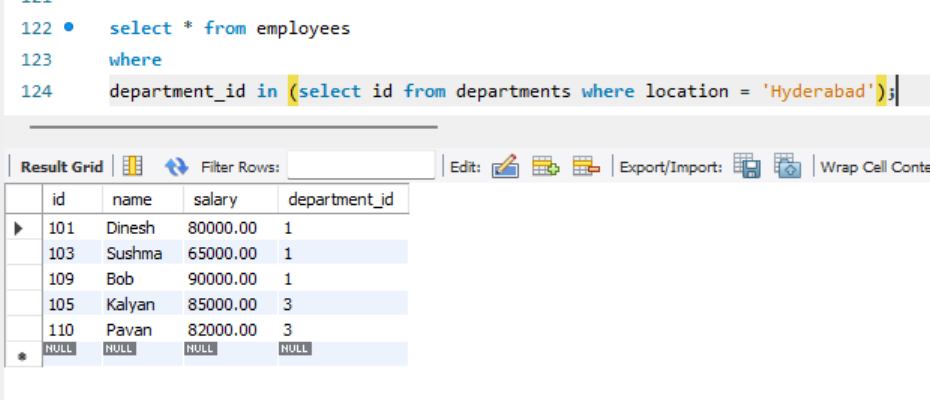 122 select * from employees
123 where
124 department_id in (select id from departments where location = 'Hyderabad');
Result Grid Filter Rows: Edit: Export/Import: Wrap Cell Conte
id name salary department_id
101 Dinesh 80000.00 1
103 Sushma 65000.00 1
109 Bob 90000.00 1
105 Kalyan 85000.00 3
110 Pavan 82000.00 3
NULL NULL NULL NULL